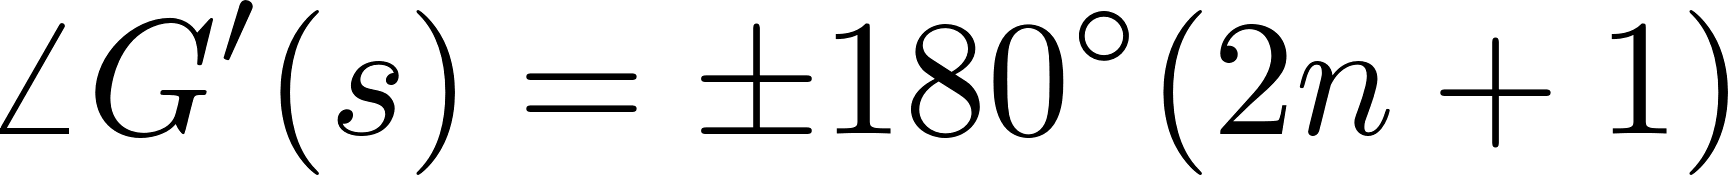 ∠G′(s) = ±180°(2n + 1)